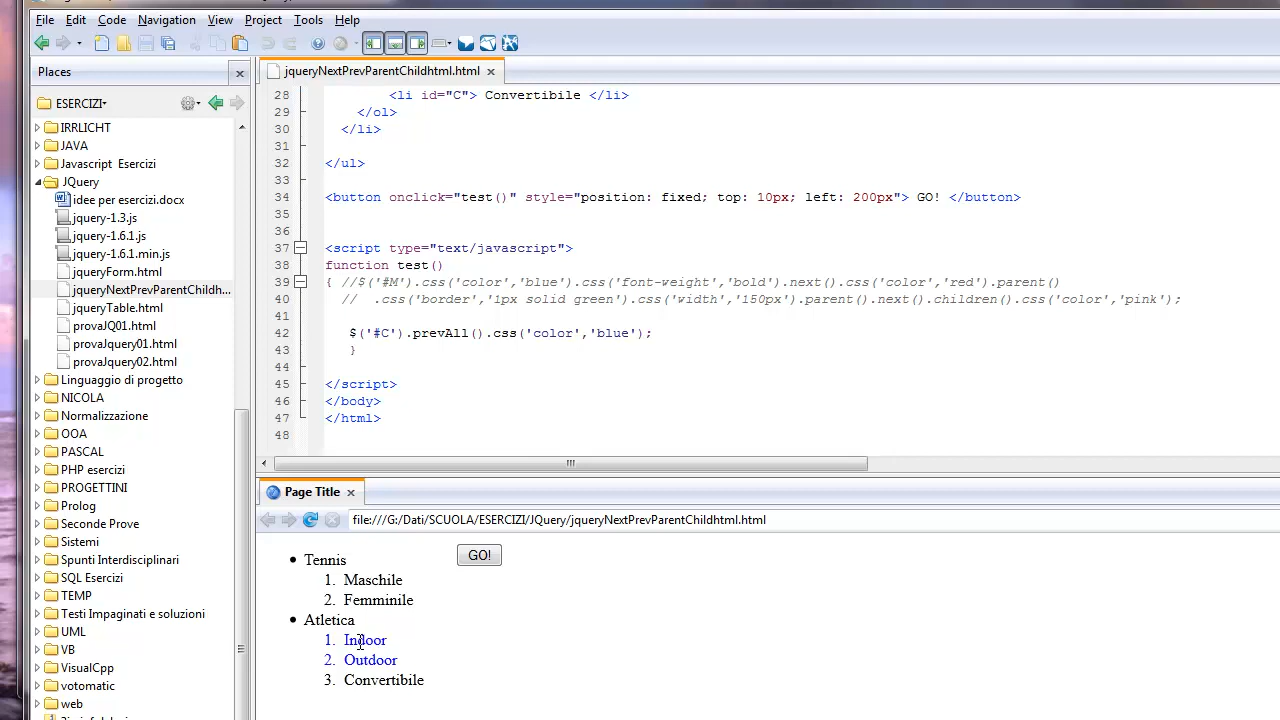 File Edit Code Navigation View Project Tools Help
Places
jqueryNextPrevParentChildhtml.html
ESERCIZI
IRRLICHT
JAVA
Javascript Esercizi
JQuery
idee per esercizi.docx
jquery-1.3.js
jquery-1.6.1.js
jquery-1.6.1.min.js
jqueryForm.html
jqueryNextPrevParentChildh...
jqueryTable.html
provaJQ01.html
provaJquery01.html
provaJquery02.html
Linguaggio di progetto
NICOLA
Normalizzazione
OOA
PASCAL
PHP esercizi
PROGETTINI
Prolog
Seconde Prove
Sistemi
Spunti Interdisciplinari
SQL Esercizi
TEMP
Testi Impaginati e soluzioni
UML
VB
VisualCpp
votomatic
web
28 <li id="C"> Convertibile </li>
29 </ol>
30 </li>
31
32 </ul>
33
34 <button onclick="test()" style="position: fixed; top: 10px; left: 200px"> GO! </button>
35
36
37 <script type="text/javascript">
38 function test()
39 { //$('#M').css('color','blue').css('font-weight','bold').next().css('color','red').parent()
40 // .css('border','1px solid green').css('width','150px').parent().next().children().css('color','pink');
41
42 $('#C').prevAll().css('color','blue');
43 }
44
45 </script>
46 </body>
47 </html>
48
Page Title
file:///G:/Dati/SCUOLA/ESERCIZI/JQuery/jqueryNextPrevParentChildhtml.html
GO!
• Tennis
1. Maschile
2. Femminile
• Atletica
1. Indoor
2. Outdoor
3. Convertibile